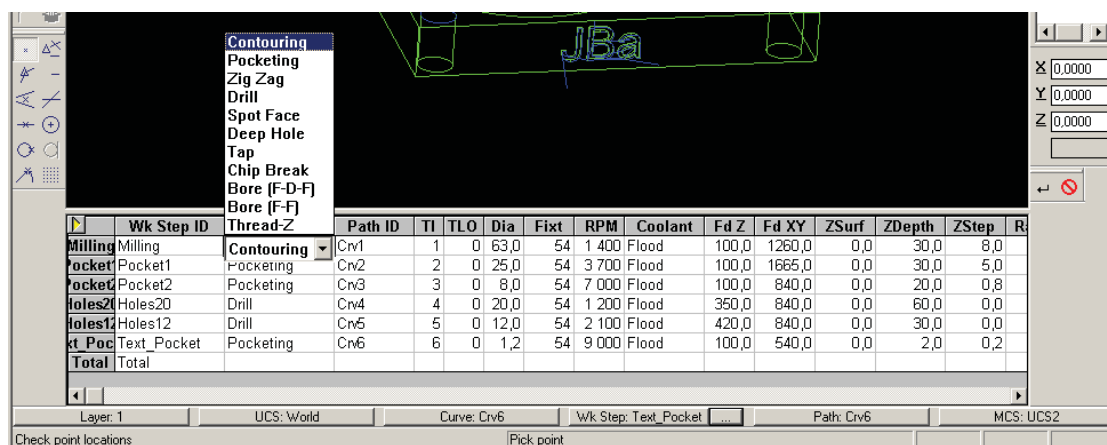 JBa
Contouring
Pocketing
Zig Zag
Drill
Spot Face
Deep Hole
Tap
Chip Break
Bore (F-D-F)
Bore (F-F)
Thread-Z
X 0,0000
Y 0,0000
Z 0,0000
Wk Step ID Path ID Tl TLO Dia Fixt RPM Coolant Fd Z Fd XY ZSurf ZDepth ZStep R
Milling Milling Contouring Crv1 1 0 63,0 54 1 400 Flood 100,0 1260,0 0,0 30,0 8,0
Pocket1 Pocket1 Pocketing Crv2 2 0 25,0 54 3 700 Flood 100,0 1665,0 0,0 30,0 5,0
Pocket2 Pocket2 Pocketing Crv3 3 0 8,0 54 7 000 Flood 100,0 840,0 0,0 20,0 0,8
Holes20 Holes20 Drill Crv4 4 0 20,0 54 1 200 Flood 350,0 840,0 0,0 60,0 0,0
Holes12 Holes12 Drill Crv5 5 0 12,0 54 2 100 Flood 420,0 840,0 0,0 30,0 0,0
xt_Poc Text_Pocket Pocketing Crv6 6 0 1,2 54 9 000 Flood 100,0 540,0 0,0 2,0 0,2
Total Total
Layer: 1 UCS: World Curve: Crv6 Wk Step: Text_Pocket ... Path: Crv6 MCS: UCS2
Check point locations Pick point